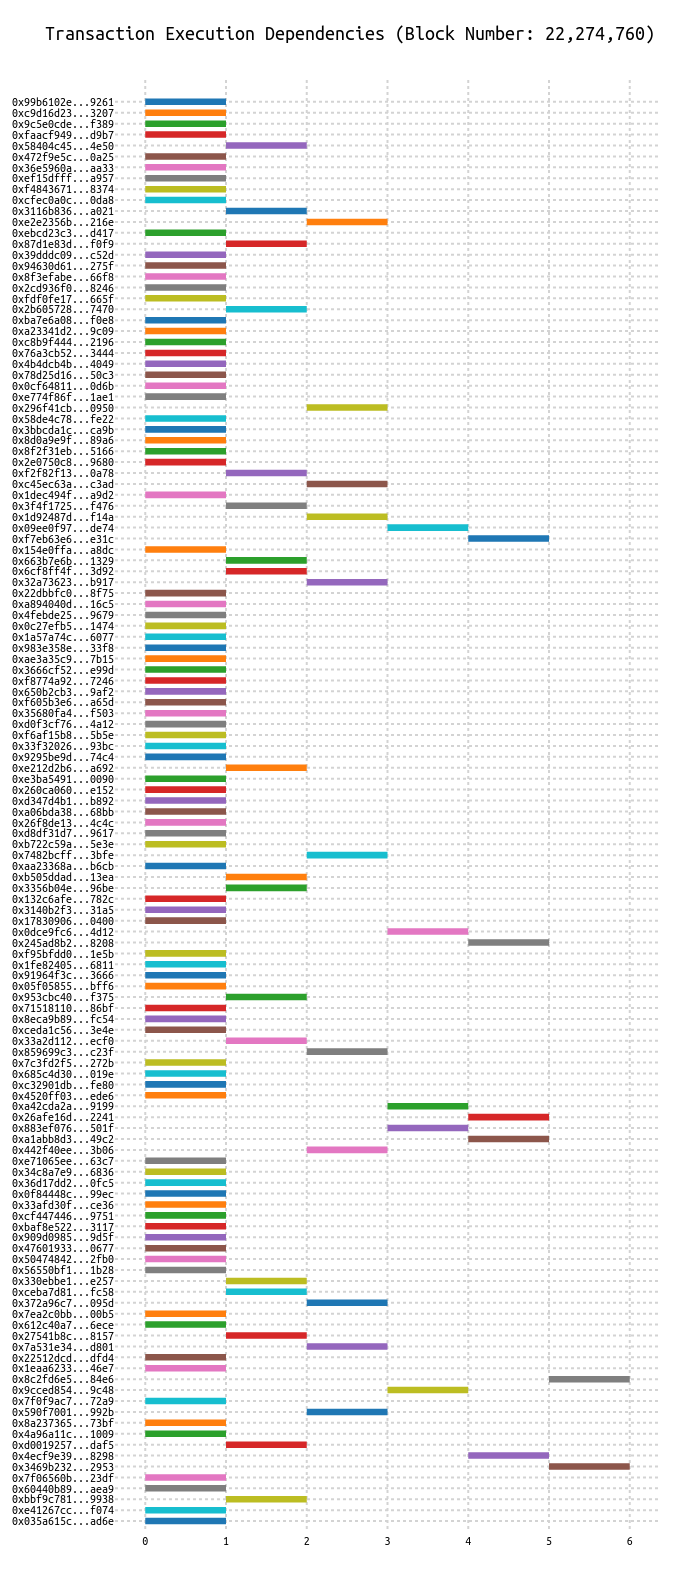 Transaction Execution Dependencies (Block Number: 22,274,760)
0x99b6102e...9261
0xc9d16d23...3207
0x9c5e0cde...f389
0xfaacf949...d9b7
0x58404c45...4e50
0x472f9e5c...0a25
0x36e5960a...aa33
0xef15dfff...a957
0xf4843671...8374
0xcfec0a0c...0da8
0x3116b836...a021
0xe2e2356b...216e
0xebcd23c3...d417
0x87d1e83d...f0f9
0x39dddc09...c52d
0x94630d61...275f
0x8f3efabe...66f8
0x2cd936f0...8246
0xfdf0fe17...665f
0x2b605728...7470
0xba7e6a08...f0e8
0xa23341d2...9c09
0xc8b9f444...2196
0x76a3cb52...3444
0x4b4dcb4b...4049
0x78d25d16...50c3
0x0cf64811...0d6b
0xe774f86f...1ae1
0x296f41cb...0950
0x58de4c78...fe22
0x3bbcda1c...ca9b
0x8d0a9e9f...89a6
0x8f2f31eb...5166
0x2e0750c8...9680
0xf2f82f13...0a78
0xc45ec63a...c3ad
0x1dec494f...a9d2
0x3f4f1725...f476
0x1d92487d...f14a
0x09ee0f97...de74
0xf7eb63e6...e31c
0x154e0ffa...a8dc
0x663b7e6b...1329
0x6cf8ff4f...3d92
0x32a73623...b917
0x22dbbfc0...8f75
0xa894040d...16c5
0x4febde25...9679
0x0c27efb5...1474
0x1a57a74c...6077
0x983e358e...33f8
0xae3a35c9...7b15
0x3666cf52...e99d
0xf8774a92...7246
0x650b2cb3...9af2
0xf605b3e6...a65d
0x35680fa4...f503
0xd0f3cf76...4a12
0xf6af15b8...5b5e
0x33f32026...93bc
0x9295be9d...74c4
0xe212d2b6...a692
0xe3ba5491...0090
0x260ca060...e152
0xd347d4b1...b892
0xa06bda38...68bb
0x26f8de13...4c4c
0xd8df31d7...9617
0xb722c59a...5e3e
0x7482bcff...3bfe
0xaa23368a...b6cb
0xb505ddad...13ea
0x3356b04e...96be
0x132c6afe...782c
0x3140b2f3...31a5
0x17830906...0400
0x0dce9fc6...4d12
0x245ad8b2...8208
0xf95bfdd0...1e5b
0x1fe82405...6811
0x91964f3c...3666
0x05f05855...bff6
0x953cbc40...f375
0x71518110...86bf
0x8eca9b89...fc54
0xceda1c56...3e4e
0x33a2d112...ecf0
0x859699c3...c23f
0x7c3fd2f5...272b
0x685c4d30...019e
0xc32901db...fe80
0x4520ff03...ede6
0xa42cda2a...9199
0x26afe16d...2241
0x883ef076...501f
0xa1abb8d3...49c2
0x442f40ee...3b06
0xe71065ee...63c7
0x34c8a7e9...6836
0x36d17dd2...0fc5
0x0f84448c...99ec
0x33afd30f...ce36
0xcf447446...9751
0xbaf8e522...3117
0x909d0985...9d5f
0x47601933...0677
0x50474842...2fb0
0x56550bf1...1b28
0x330ebbe1...e257
0xceba7d81...fc58
0x372a96c7...095d
0x7ea2c0bb...00b5
0x612c40a7...6ece
0x27541b8c...8157
0x7a531e34...d801
0x22512dcd...dfd4
0x1eaa6233...46e7
0x8c2fd6e5...84e6
0x9cced854...9c48
0x7f0f9ac7...72a9
0x590f7001...992b
0x8a237365...73bf
0x4a96a11c...1009
0xd0019257...daf5
0x4ecf9e39...8298
0x3469b232...2953
0x7f06560b...23df
0x60440b89...aea9
0xbbf9c781...9938
0xe41267cc...f074
0x035a615c...ad6e
0 1 2 3 4 5 6